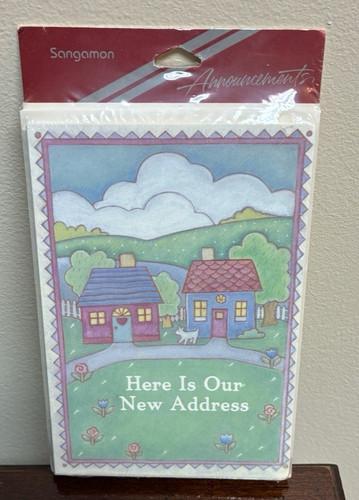 Sangamon
Announcements
Here Is Our
New Address